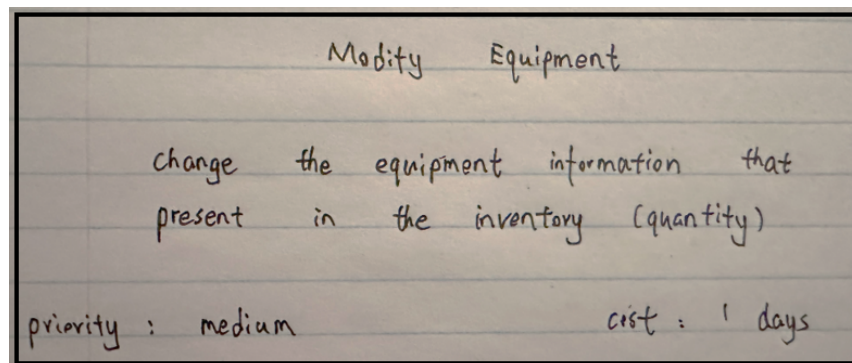 Modify Equipment
change the equipment information that
present in the inventory (quantity)
priority : medium cost : 1 days